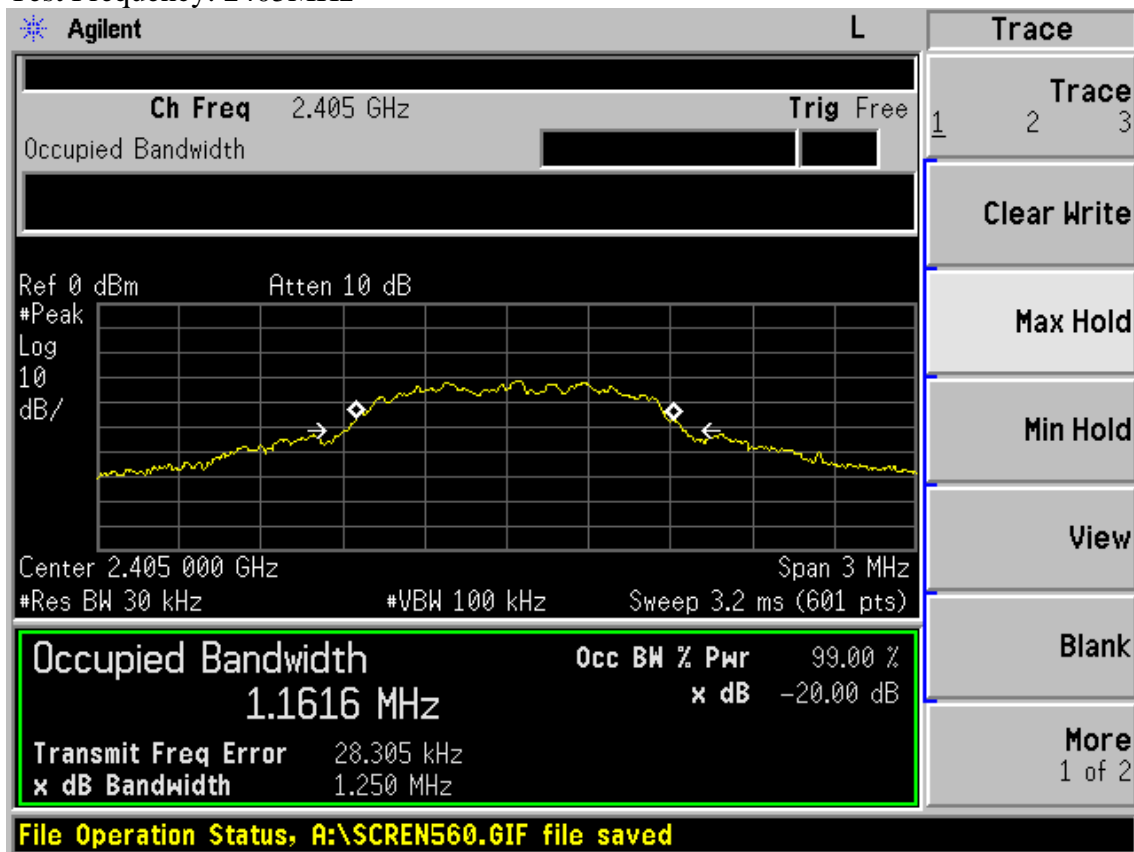 Agilent L
Trace
Ch Freq 2.405 GHz Trig Free
Occupied Bandwidth
Trace
1 2 3
Clear Write
Max Hold
Min Hold
View
Blank
More
1 of 2
Ref 0 dBm Atten 10 dB
#Peak
Log
10
dB/
Center 2.405 000 GHz Span 3 MHz
#Res BW 30 kHz #VBW 100 kHz Sweep 3.2 ms (601 pts)
Occupied Bandwidth Occ BW % Pwr 99.00 %
1.1616 MHz x dB -20.00 dB
Transmit Freq Error 28.305 kHz
x dB Bandwidth 1.250 MHz
File Operation Status, A:\SCREN560.GIF file saved